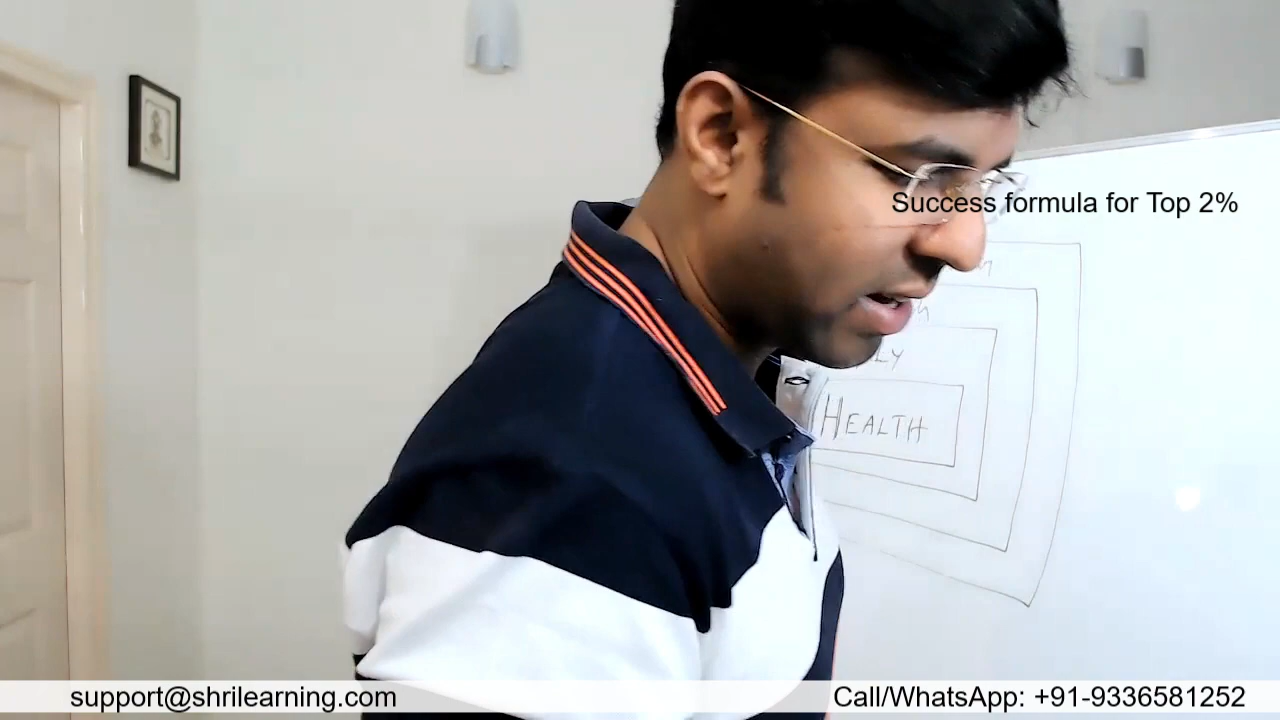 Success formula for Top 2%
HEALTH
support@shrilearning.com
Call/WhatsApp: +91-9336581252